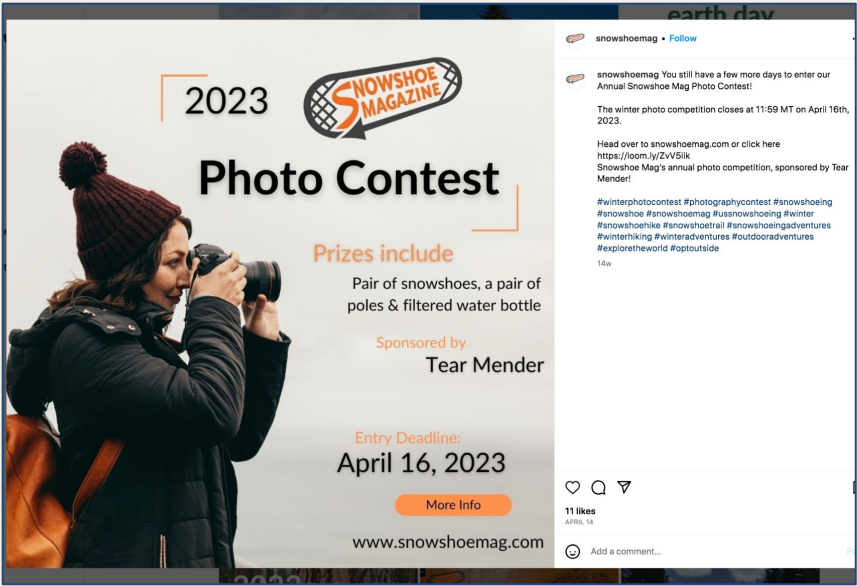 earth day
2023
SNOWSHOE
MAGAZINE
Photo Contest
Prizes include
Pair of snowshoes, a pair of
poles & filtered water bottle
Sponsored by
Tear Mender
Entry Deadline:
April 16, 2023
More Info
www.snowshoemag.com
snowshoemag • Follow
snowshoemag You still have a few more days to enter our
Annual Snowshoe Mag Photo Contest!
The winter photo competition closes at 11:59 MT on April 16th,
2023.
Head over to snowshoemag.com or click here
https://loom.ly/ZvV5iik
Snowshoe Mag's annual photo competition, sponsored by Tear
Mender!
#winterphotocontest #photographycontest #snowshoeing
#snowshoe #snowshoemag #ussnowshoeing #winter
#snowshoehike #snowshoetrail #snowshoeingadventures
#winterhiking #winteradventures #outdooradventures
#exploretheworld #optoutside
14w
11 likes
APRIL 14
Add a comment...
2023